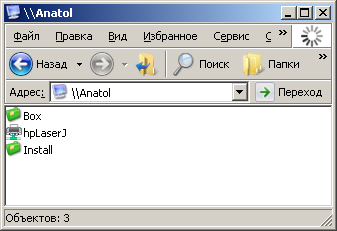 \\Anatol
Файл Правка Вид Избранное Сервис С »
Назад Поиск Папки »
Адрес: \\Anatol Переход
Box
hpLaserJ
Install
Объектов: 3